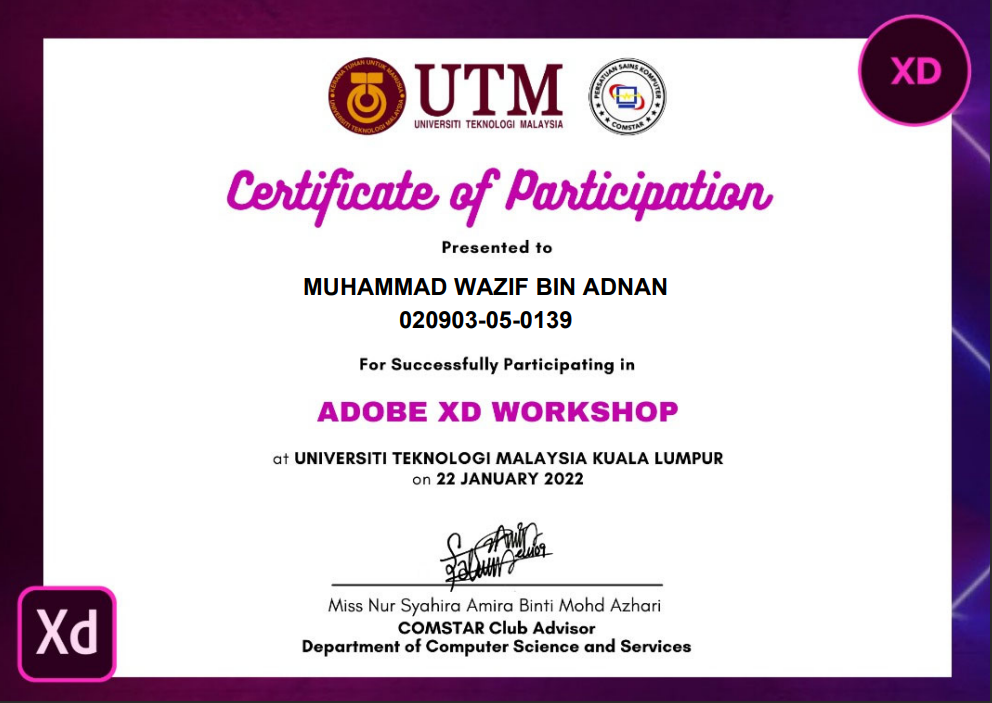 KERANA TUHAN UNTUK MANUSIA
UNIVERSITI TEKNOLOGI MALAYSIA
UTM
UNIVERSITI TEKNOLOGI MALAYSIA
PERSATUAN SAINS KOMPUTER
COMSTAR
XD
Certificate of Participation
Presented to
MUHAMMAD WAZIF BIN ADNAN
020903-05-0139
For Successfully Participating in
ADOBE XD WORKSHOP
at UNIVERSITI TEKNOLOGI MALAYSIA KUALA LUMPUR
on 22 JANUARY 2022
Miss Nur Syahira Amira Binti Mohd Azhari
COMSTAR Club Advisor
Department of Computer Science and Services
Xd